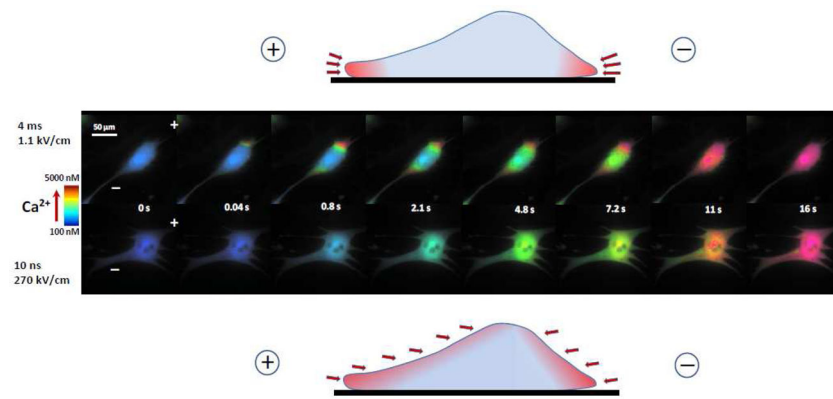 + −
4 ms
1.1 kV/cm
50 µm +
−
5000 nM
Ca²⁺
100 nM
0 s 0.04 s 0.8 s 2.1 s 4.8 s 7.2 s 11 s 16 s
+
−
10 ns
270 kV/cm
+ −